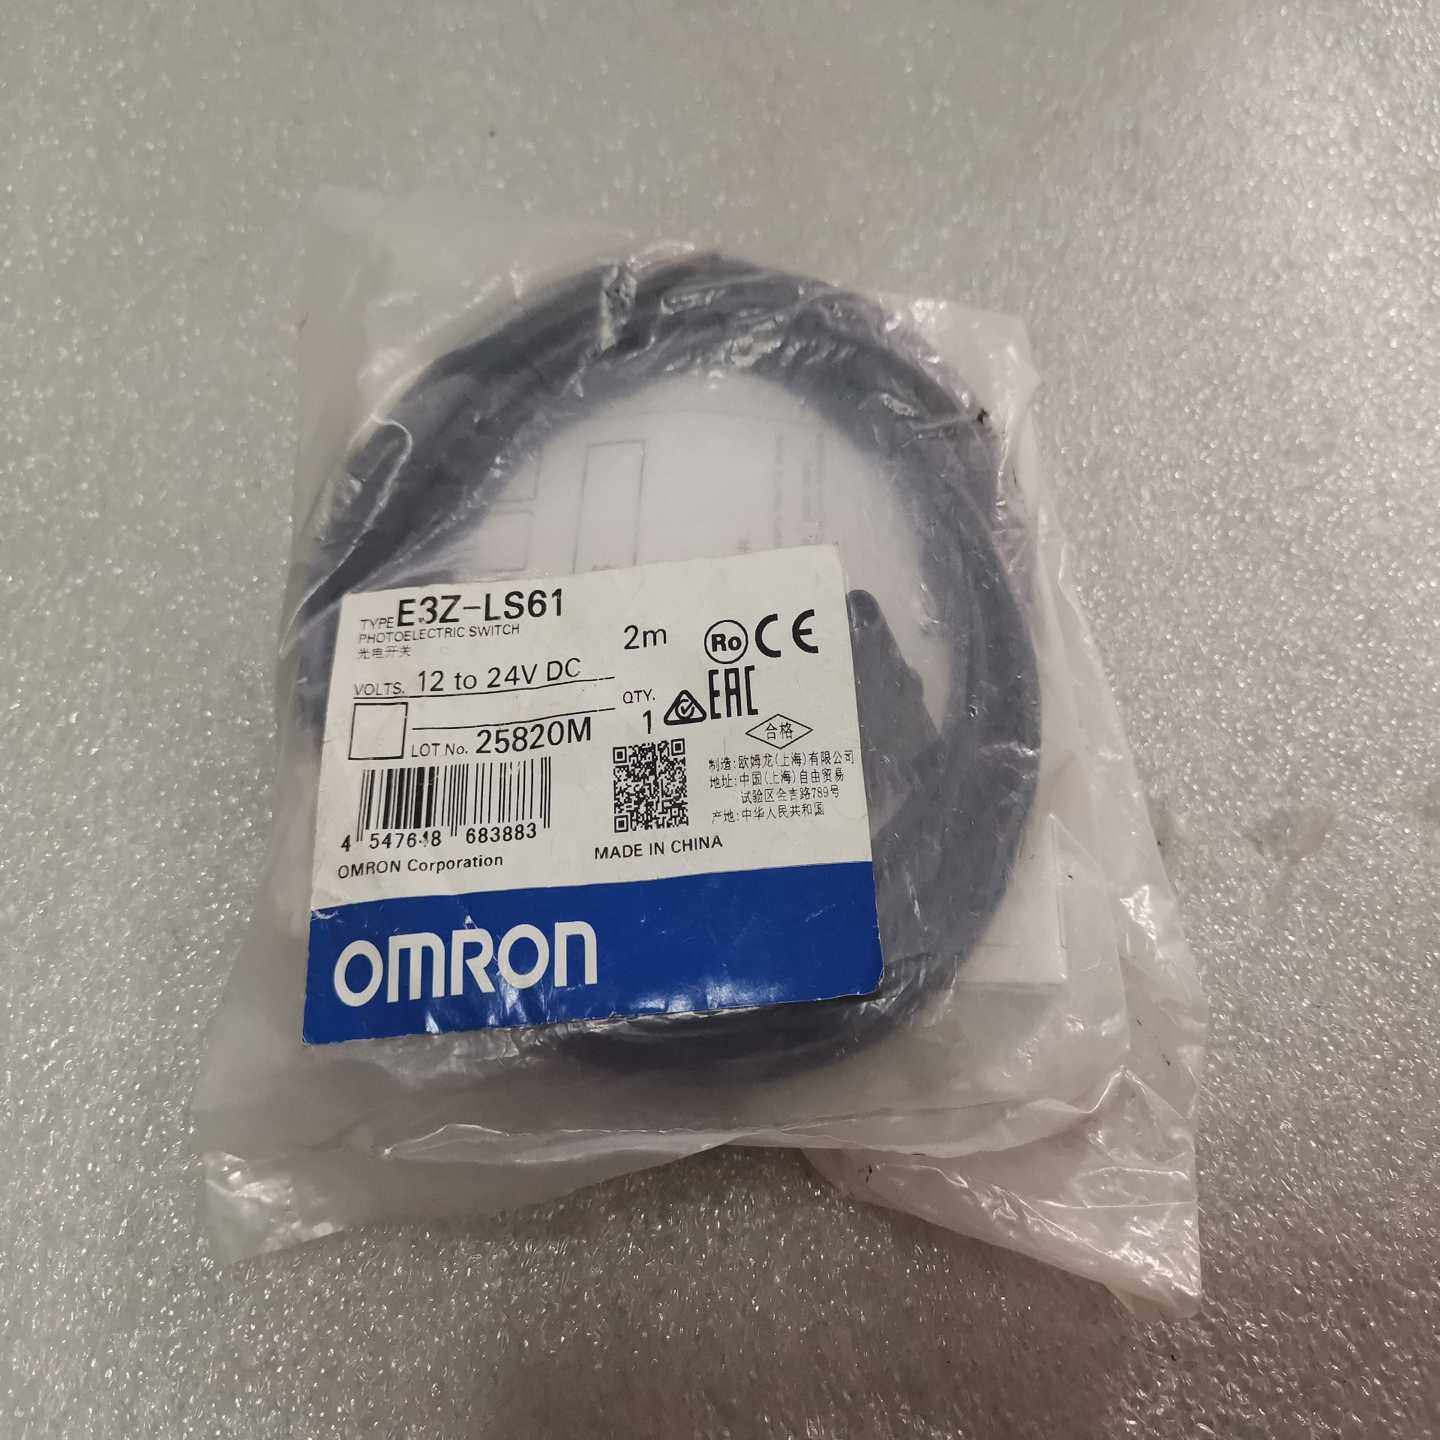 TYPE E3Z-LS61
PHOTOELECTRIC SWITCH
光电开关
2m
Ro CE
VOLTS. 12 to 24V DC
QTY.
1
EAC
合格
LOT No. 25820M
4 547648 683883
OMRON Corporation
MADE IN CHINA
制造:欧姆龙(上海)有限公司
地址:中国(上海)自由贸易
试验区金吉路789号
产地:中华人民共和国
OMRON